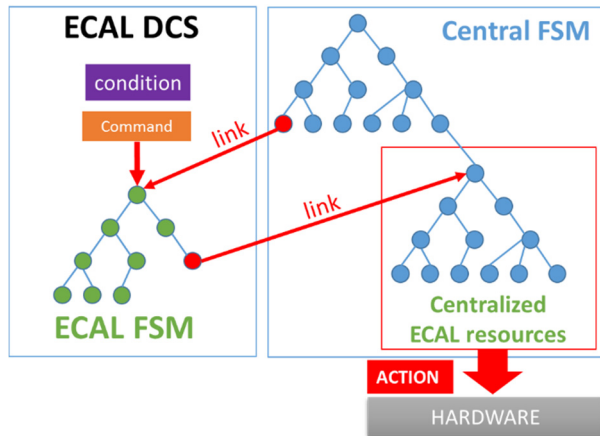 ECAL DCS
condition
Command
link
ECAL FSM
Central FSM
link
Centralized
ECAL resources
ACTION
HARDWARE